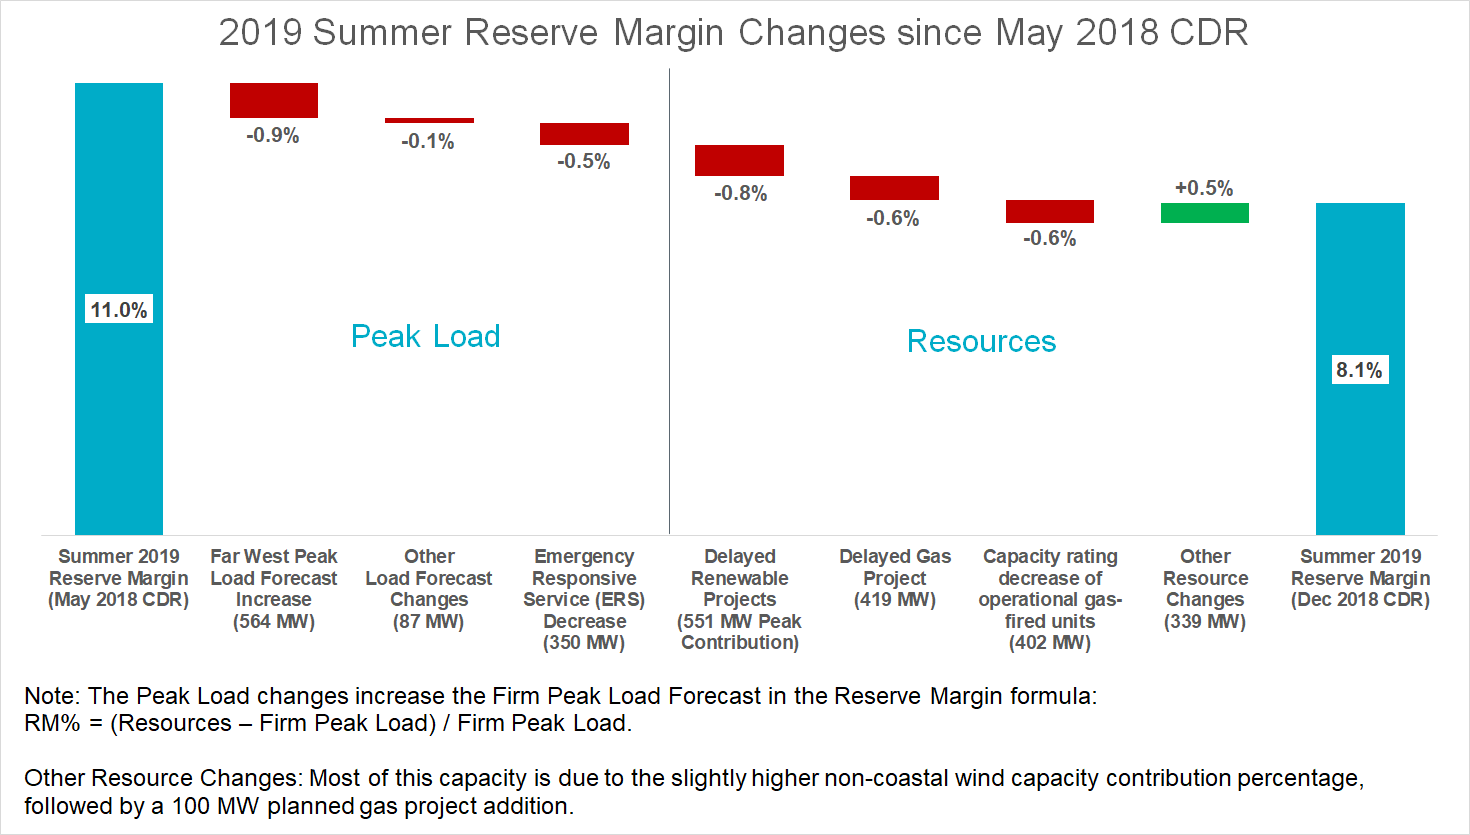 2019 Summer Reserve Margin Changes since May 2018 CDR
11.0%
-0.9%
-0.1%
-0.5%
-0.8%
-0.6%
-0.6%
+0.5%
8.1%
Peak Load
Resources
Summer 2019
Reserve Margin
(May 2018 CDR)
Far West Peak
Load Forecast
Increase
(564 MW)
Other
Load Forecast
Changes
(87 MW)
Emergency
Responsive
Service (ERS)
Decrease
(350 MW)
Delayed
Renewable
Projects
(551 MW Peak
Contribution)
Delayed Gas
Project
(419 MW)
Capacity rating
decrease of
operational gas-
fired units
(402 MW)
Other
Resource
Changes
(339 MW)
Summer 2019
Reserve Margin
(Dec 2018 CDR)
Note: The Peak Load changes increase the Firm Peak Load Forecast in the Reserve Margin formula:
RM% = (Resources – Firm Peak Load) / Firm Peak Load.
Other Resource Changes: Most of this capacity is due to the slightly higher non-coastal wind capacity contribution percentage,
followed by a 100 MW planned gas project addition.